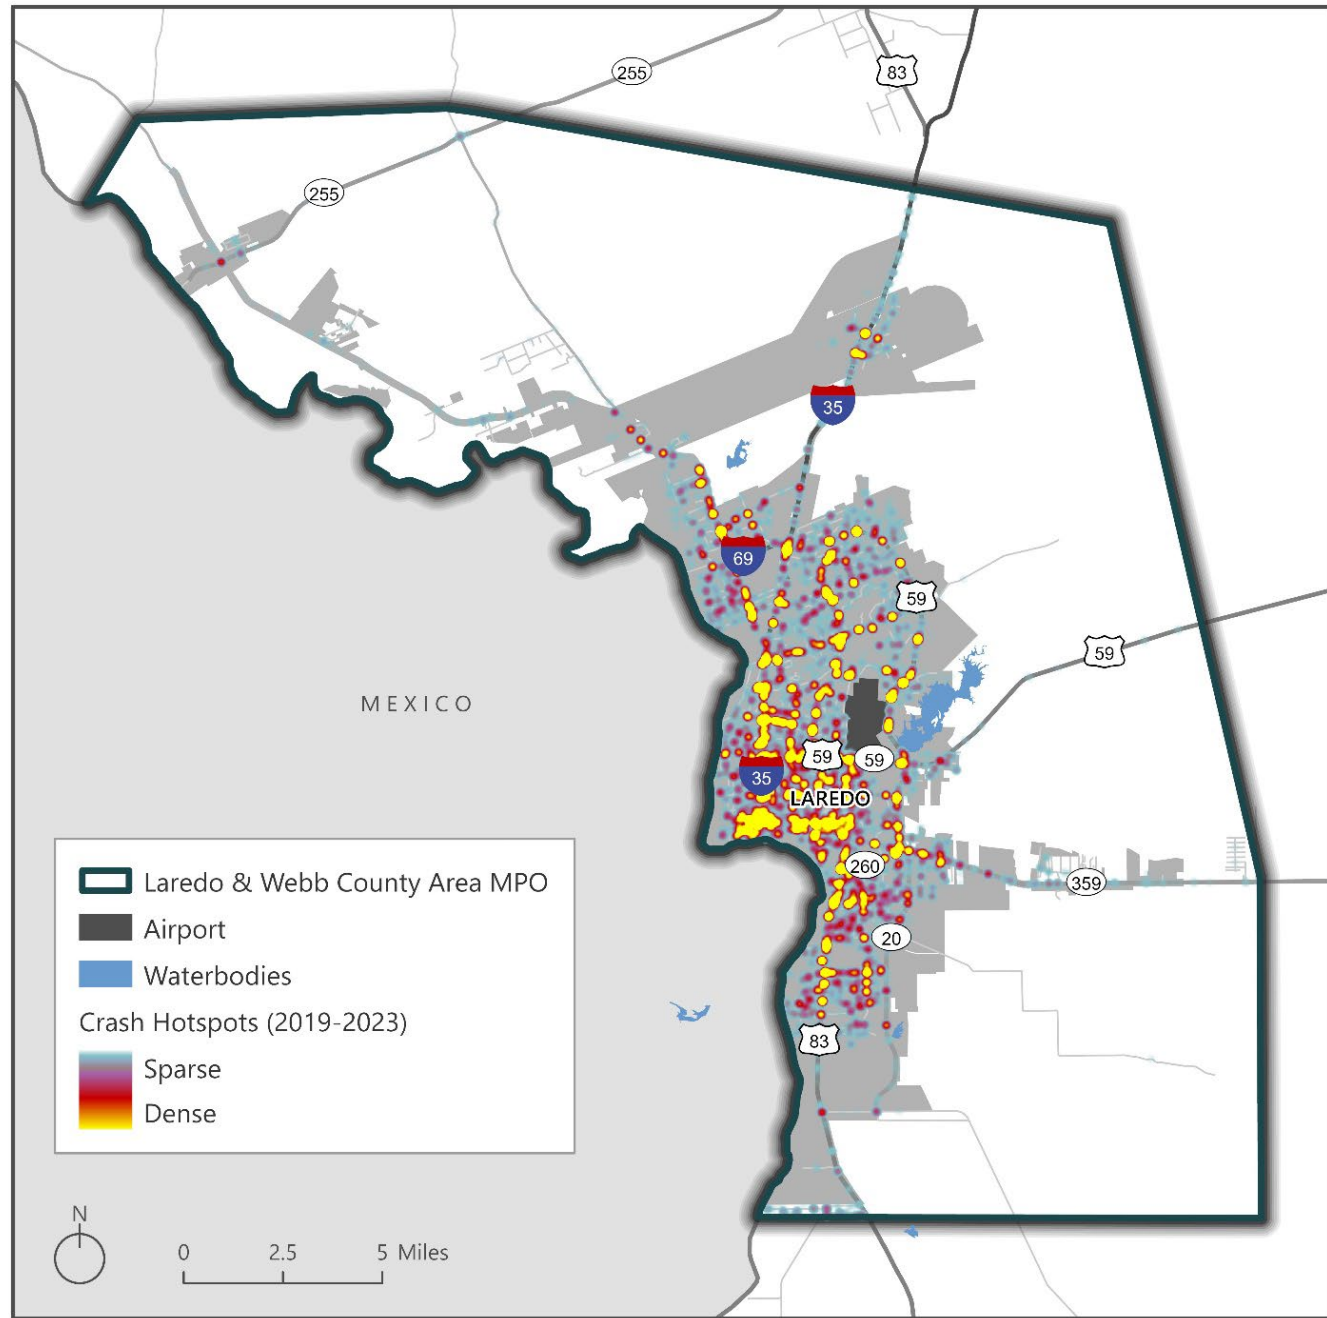 255
83
255
35
69
59
59
MEXICO
59
59
35
LAREDO
260
359
20
83
Laredo & Webb County Area MPO
Airport
Waterbodies
Crash Hotspots (2019-2023)
Sparse
Dense
N
0 2.5 5 Miles